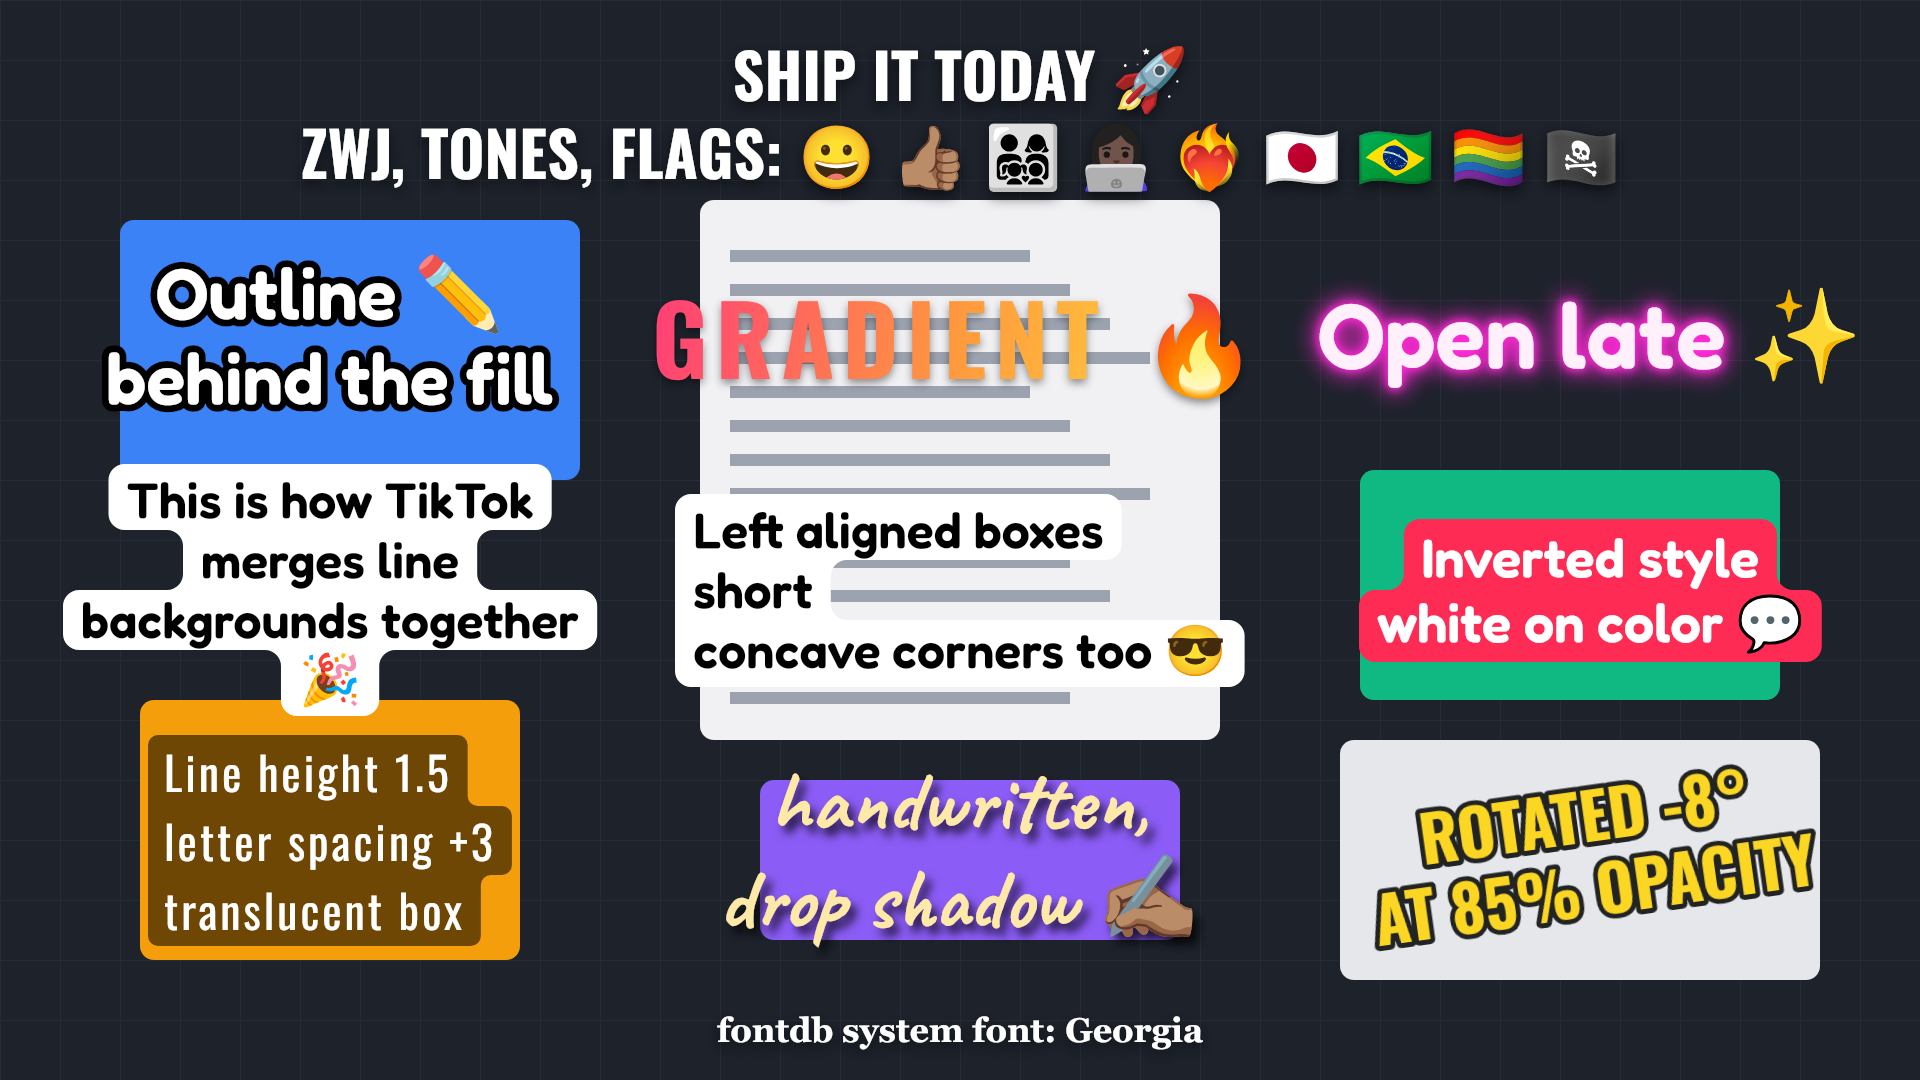 SHIP IT TODAY 🚀
ZWJ, TONES, FLAGS: 😀 👍🏽 👨‍👩‍👧‍👦 👩🏿‍💻 ❤️‍🔥 🇯🇵 🇧🇷 🏳️‍🌈 🏴‍☠️
Outline ✏️
behind the fill
GRADIENT 🔥
Open late ✨
This is how TikTok
merges line
backgrounds together
🎉
Left aligned boxes
short
concave corners too 😎
Inverted style
white on color 💬
Line height 1.5
letter spacing +3
translucent box
handwritten,
drop shadow ✍🏽
ROTATED -8°
AT 85% OPACITY
fontdb system font: Georgia